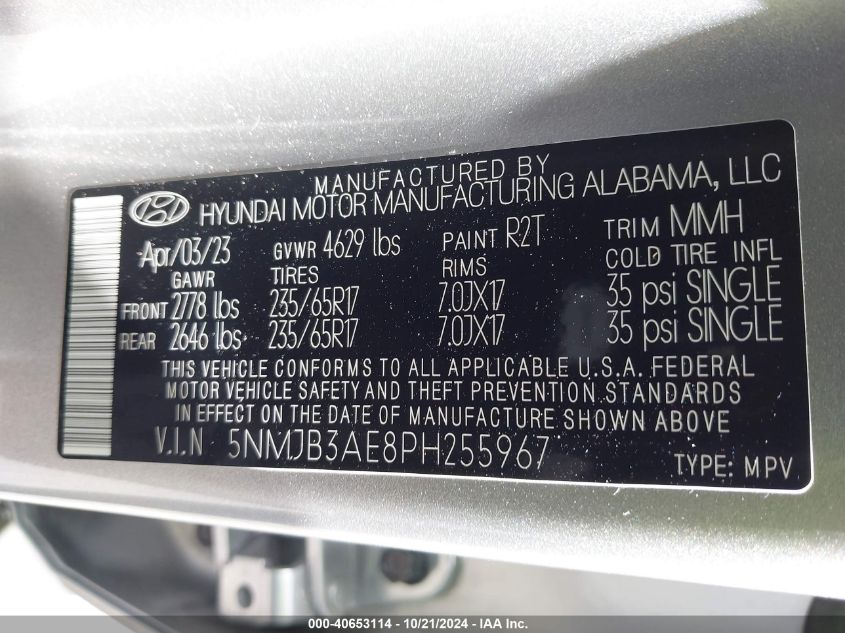 MANUFACTURED BY
HYUNDAI MOTOR MANUFACTURING ALABAMA, LLC
Apr/03/23 GVWR 4629 lbs PAINT R2T TRIM MMH
GAWR TIRES RIMS COLD TIRE INFL
FRONT 2778 lbs 235/65R17 7.0JX17 35 psi SINGLE
REAR 2646 lbs 235/65R17 7.0JX17 35 psi SINGLE
THIS VEHICLE CONFORMS TO ALL APPLICABLE U.S.A. FEDERAL
MOTOR VEHICLE SAFETY AND THEFT PREVENTION STANDARDS
IN EFFECT ON THE DATE OF MANUFACTURE SHOWN ABOVE
V.I.N 5NMJB3AE8PH255967 TYPE: MPV
000-40653114 - 10/21/2024 - IAA Inc.